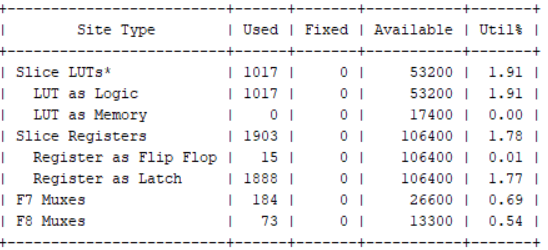 +-------------------------+------+-------+-----------+-------+
|        Site Type        | Used | Fixed | Available | Util% |
+-------------------------+------+-------+-----------+-------+
| Slice LUTs*             | 1017 |     0 |     53200 |  1.91 |
|   LUT as Logic          | 1017 |     0 |     53200 |  1.91 |
|   LUT as Memory         |    0 |     0 |     17400 |  0.00 |
| Slice Registers         | 1903 |     0 |    106400 |  1.78 |
|   Register as Flip Flop |   15 |     0 |    106400 |  0.01 |
|   Register as Latch     | 1888 |     0 |    106400 |  1.77 |
| F7 Muxes                |  184 |     0 |     26600 |  0.69 |
| F8 Muxes                |   73 |     0 |     13300 |  0.54 |
+-------------------------+------+-------+-----------+-------+